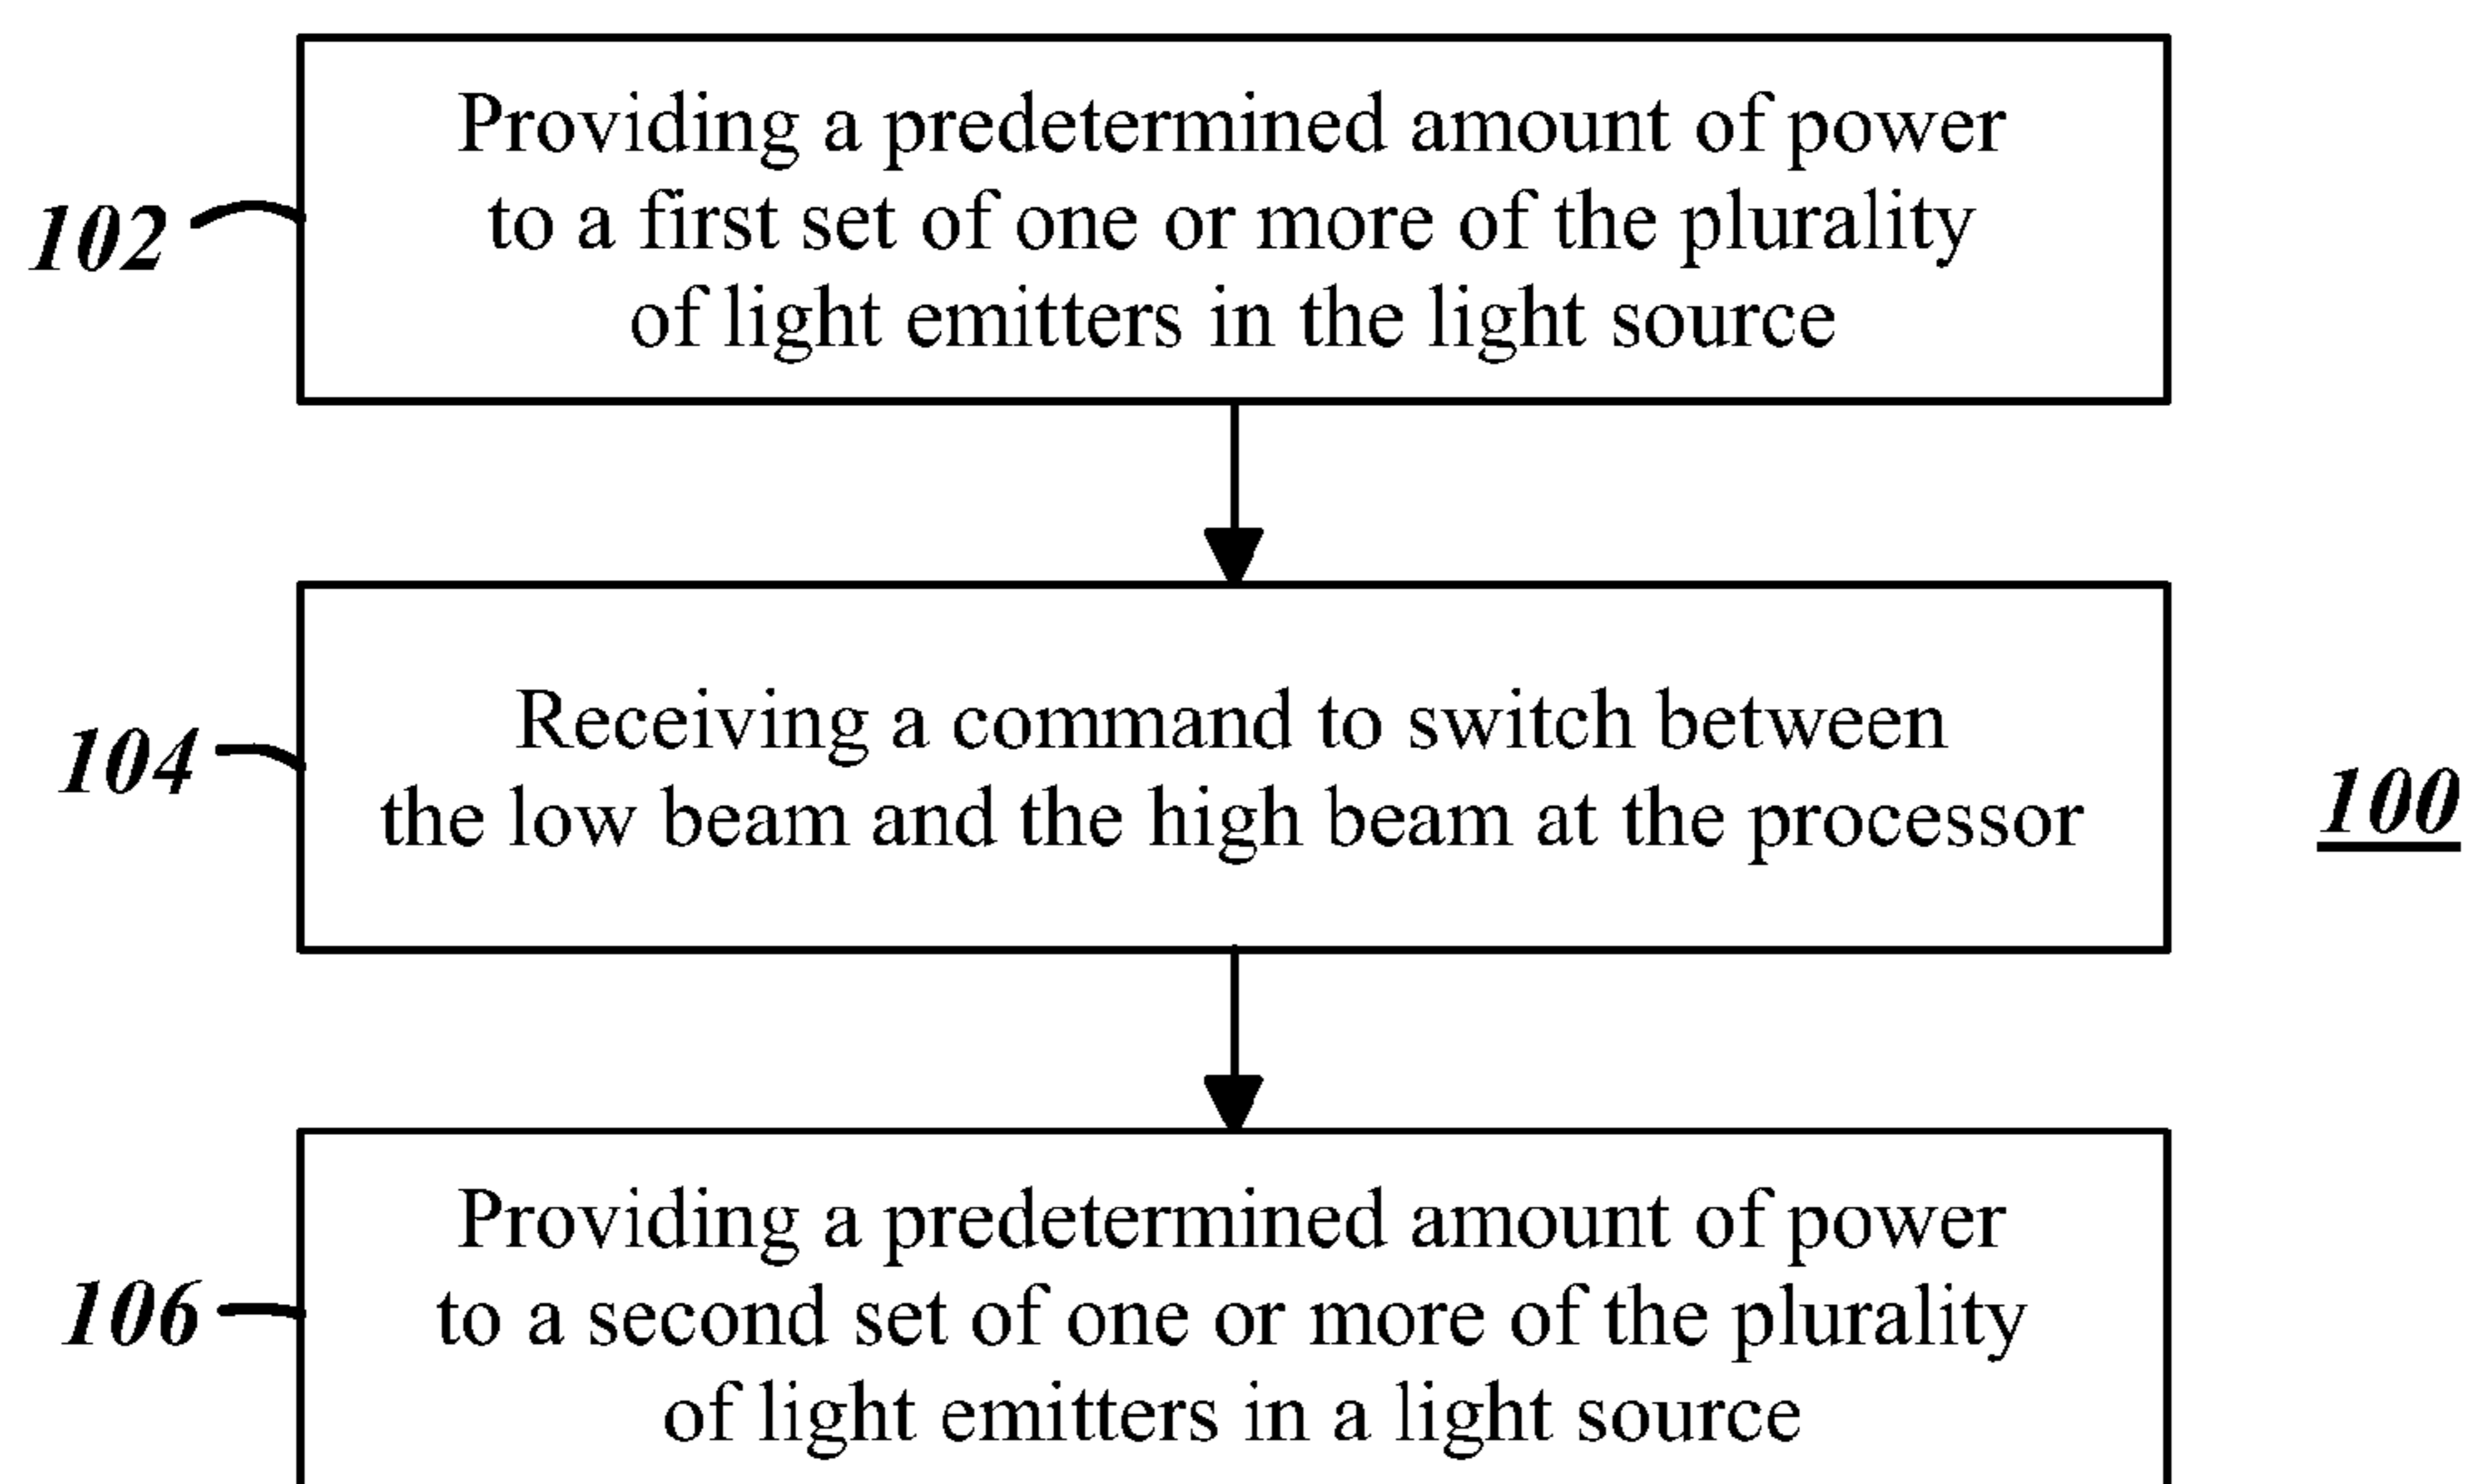 Providing a predetermined amount of power
102
to a first set of one or more of the plurality
of light emitters in the light source
Receiving a command to switch between
104
the low beam and the high beam at the processor
100
Providing a predetermined amount of power
106
to a second set of one or more of the plurality
of light emitters in a light source